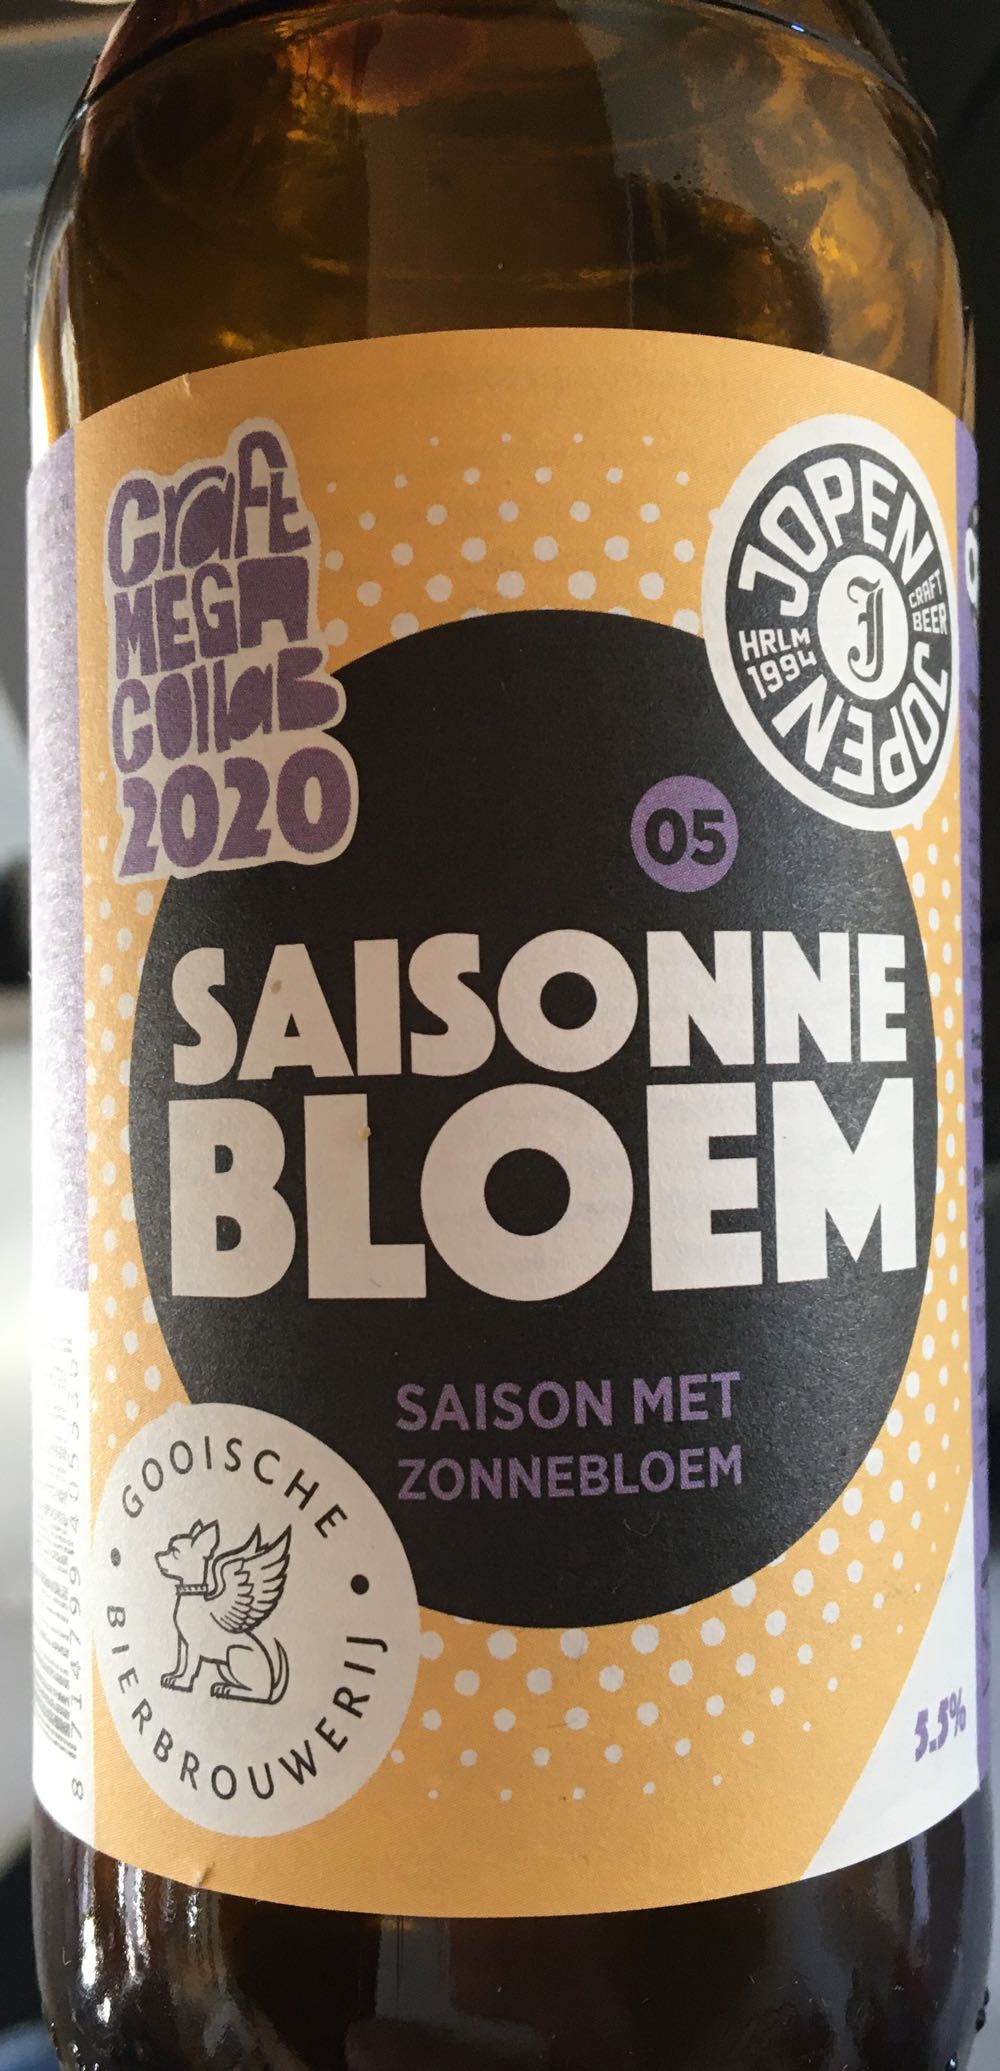 Craft
MEGA
Collab
2020
JOPEN
CRAFT
BEER
HRLM
1994
JOPEN
J
05
SAISONNE
BLOEM
SAISON MET
ZONNEBLOEM
GOOISCHE
BIERBROUWERIJ
5.5%